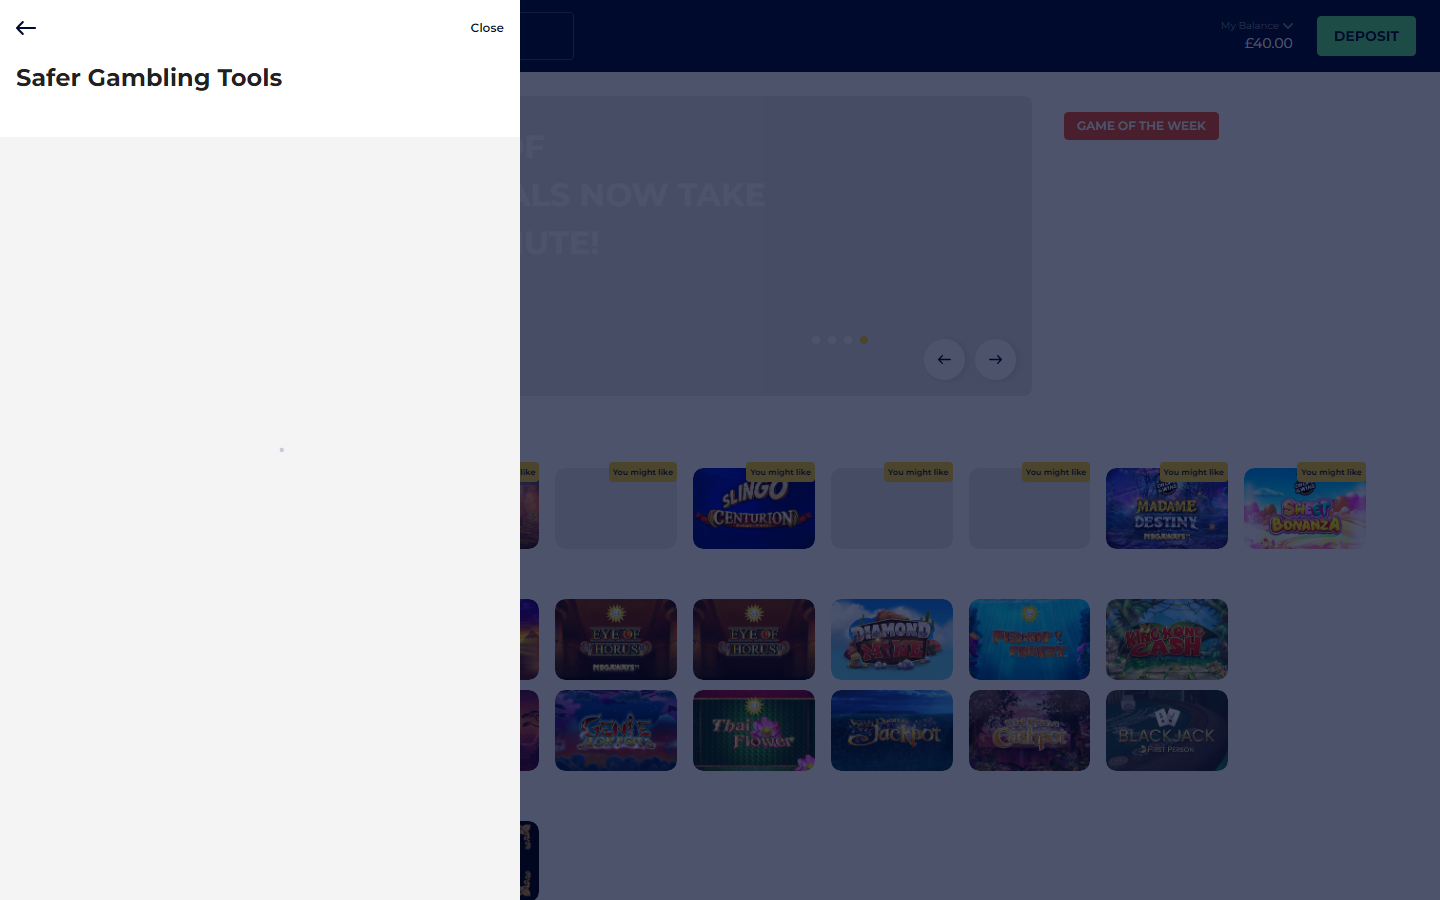 Close
Safer Gambling Tools
My Balance
£40.00
DEPOSIT
F
ALS NOW TAKE
UTE!
GAME OF THE WEEK
like
You might like
You might like
You might like
You might like
You might like
You might like
SLINGO
CENTURION
MADAME
DESTINY
MEGAWAYS
SWEET
BONANZA
EYE OF
HORUS
MEGAWAYS
EYE OF
HORUS
DIAMOND
MINE
FISHIN'
FRENZY
RING KONG
CASH
GENIE
JACKPOTS
Thai
Flower
Jackpot
BLACKJACK
FIRST PERSON